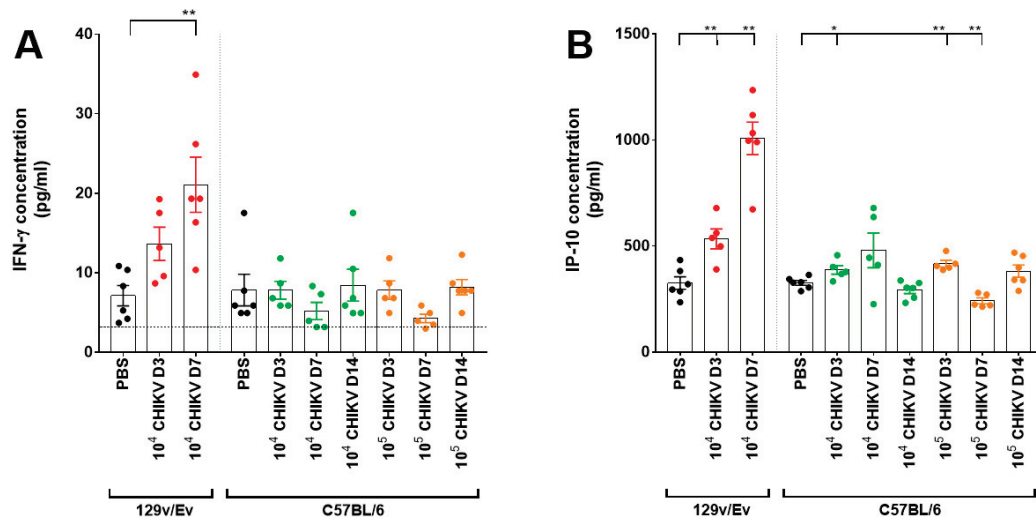 A
IFN-γ concentration
(pg/ml)
40
30
20
10
0
**
PBS
10⁴ CHIKV D3
10⁴ CHIKV D7
PBS
10⁴ CHIKV D3
10⁴ CHIKV D7
10⁴ CHIKV D14
10⁵ CHIKV D3
10⁵ CHIKV D7
10⁵ CHIKV D14
129v/Ev
C57BL/6
B
IP-10 concentration
(pg/ml)
1500
1000
500
0
** **
* ** **
PBS
10⁴ CHIKV D3
10⁴ CHIKV D7
PBS
10⁴ CHIKV D3
10⁴ CHIKV D7
10⁴ CHIKV D14
10⁵ CHIKV D3
10⁵ CHIKV D7
10⁵ CHIKV D14
129v/Ev
C57BL/6